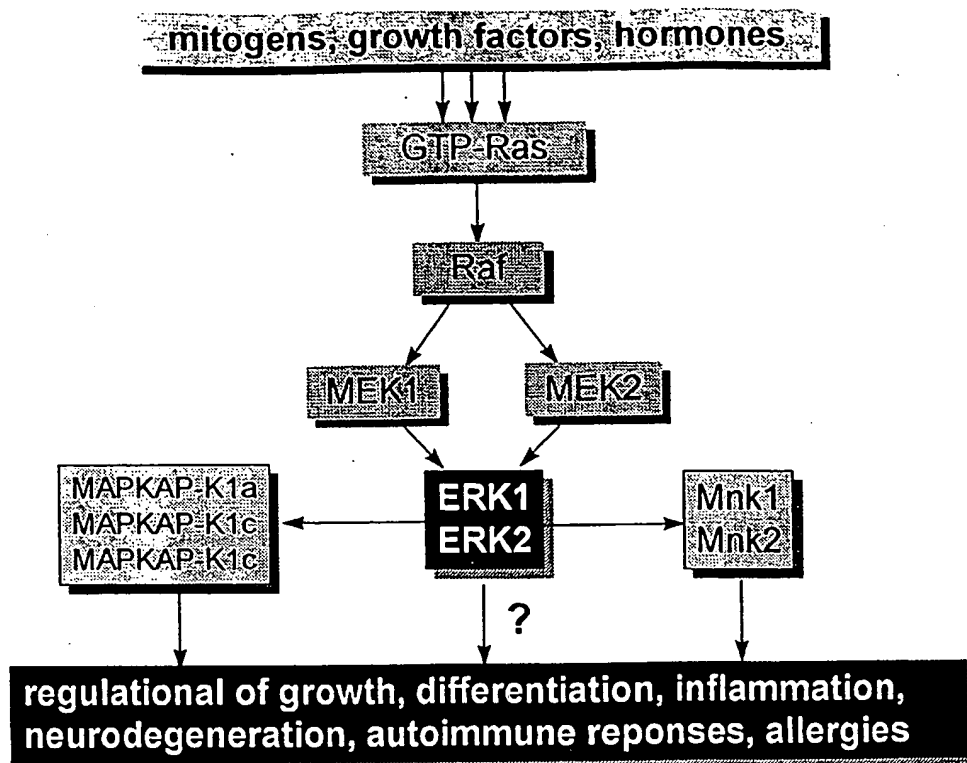 mitogens, growth factors, hormones
GTP-Ras
Raf
MEK1
MEK2
MAPKAP-K1a
MAPKAP-K1c
MAPKAP-K1c
ERK1
ERK2
Mnk1
Mnk2
?
regulational of growth, differentiation, inflammation,
neurodegeneration, autoimmune reponses, allergies